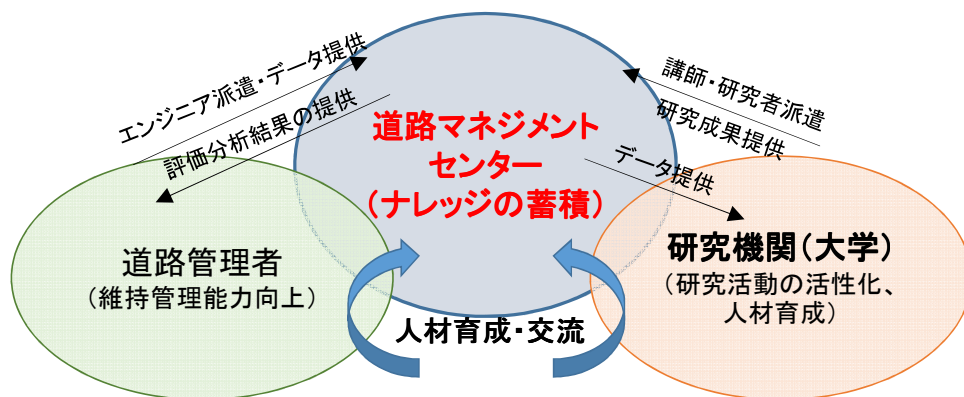 エンジニア派遣・データ提供
評価分析結果の提供
講師・研究者派遣
研究成果提供
データ提供
道路マネジメント
センター
（ナレッジの蓄積）
道路管理者
（維持管理能力向上）
研究機関（大学）
（研究活動の活性化、
人材育成）
人材育成・交流